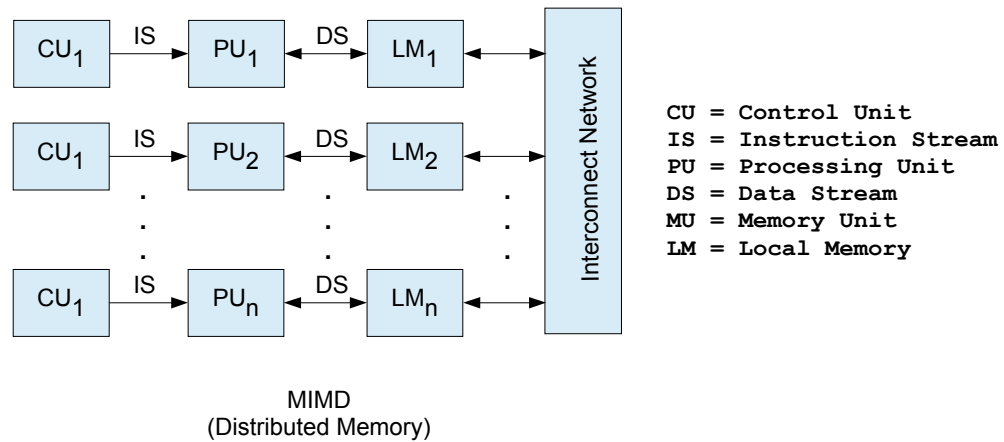 CU1 IS PU1 DS LM1
CU1 IS PU2 DS LM2
CU1 IS PUn DS LMn
Interconnect Network
CU = Control Unit
IS = Instruction Stream
PU = Processing Unit
DS = Data Stream
MU = Memory Unit
LM = Local Memory
MIMD
(Distributed Memory)